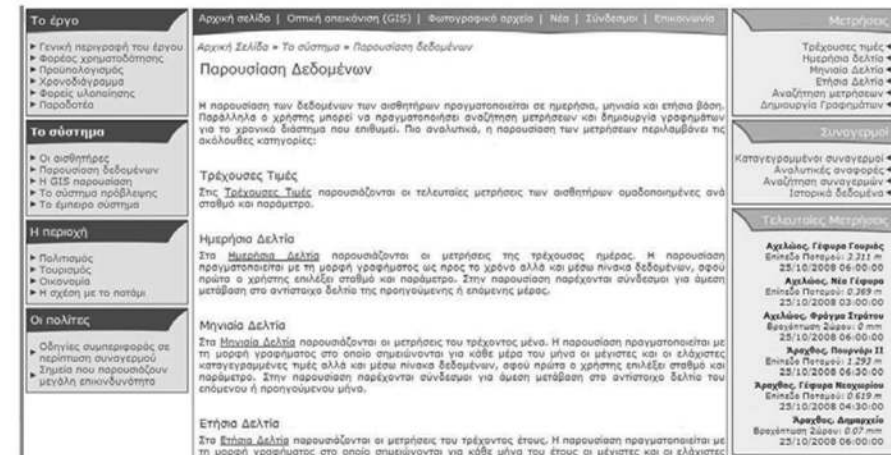 Το έργο
Γενική περιγραφή του έργου
Φορέας χρηματοδότησης
Προϋπολογισμός
Χρονοδιάγραμμα
Φορείς υλοποίησης
Παραδοτέα
Το σύστημα
Οι αισθητήρες
Παρουσίαση δεδομένων
Η GIS παρουσίαση
Το σύστημα πρόβλεψης
Το έμπειρο σύστημα
Η περιοχή
Πολιτισμός
Τουρισμός
Οικονομία
Η σχέση με το ποτάμι
Οι πολίτες
Οδηγίες συμπεριφοράς σε
περίπτωση συναγερμού
Σημεία που παρουσιάζουν
μεγάλη επικινδυνότητα
Αρχική σελίδα | Οπτική απεικόνιση (GIS) | Φωτογραφικό αρχείο | Νέα | Σύνδεσμοι | Επικοινωνία
Αρχική Σελίδα » Το σύστημα » Παρουσίαση δεδομένων
Παρουσίαση Δεδομένων
Η παρουσίαση των δεδομένων των αισθητήρων πραγματοποιείται σε ημερήσια, μηνιαία και ετήσια βάση.
Παράλληλα ο χρήστης μπορεί να πραγματοποιήσει αναζήτηση μετρήσεων και δημιουργία γραφημάτων
για το χρονικό διάστημα που επιθυμεί. Πιο αναλυτικά, η παρουσίαση των μετρήσεων περιλαμβάνει τις
ακόλουθες κατηγορίες:
Τρέχουσες Τιμές
Στις Τρέχουσες Τιμές παρουσιάζονται οι τελευταίες μετρήσεις των αισθητήρων ομαδοποιημένες ανά
σταθμό και παράμετρο.
Ημερήσια Δελτία
Στα Ημερήσια Δελτία παρουσιάζονται οι μετρήσεις της τρέχουσας ημέρας. Η παρουσίαση
πραγματοποιείται με τη μορφή γραφήματος ως προς το χρόνο αλλά και μέσω πίνακα δεδομένων, αφού
πρώτα ο χρήστης επιλέξει σταθμό και παράμετρο. Στην παρουσίαση παρέχονται σύνδεσμοι για άμεση
μετάβαση στο αντίστοιχο δελτίο της προηγούμενης ή επόμενης μέρας.
Μηνιαία Δελτία
Στα Μηνιαία Δελτία παρουσιάζονται οι μετρήσεις του τρέχοντος μήνα. Η παρουσίαση πραγματοποιείται με
τη μορφή γραφήματος στο οποίο σημειώνονται για κάθε μέρα του μήνα οι μέγιστες και οι ελάχιστες
καταγεγραμμένες τιμές αλλά και μέσω πίνακα δεδομένων, αφού πρώτα ο χρήστης επιλέξει σταθμό και
παράμετρο. Στην παρουσίαση παρέχονται σύνδεσμοι για άμεση μετάβαση στο αντίστοιχο δελτίο του
επόμενου ή προηγούμενου μήνα.
Ετήσια Δελτία
Στα Ετήσια Δελτία παρουσιάζονται οι μετρήσεις του τρέχοντος έτους. Η παρουσίαση πραγματοποιείται με
τη μορφή γραφήματος στο οποίο σημειώνονται για κάθε μήνα του έτους οι μέγιστες και οι ελάχιστες
Μετρήσεις
Τρέχουσες τιμές
Ημερήσια δελτία
Μηνιαία Δελτία
Ετήσια Δελτία
Αναζήτηση μετρήσεων
Δημιουργία Γραφημάτων
Συναγερμοί
Καταγεγραμμένοι συναγερμοί
Αναλυτικές αναφορές
Αναζήτηση συναγερμών
Ιστορικά δεδομένα
Τελευταίες Μετρήσεις
Αχελώος, Γέφυρα Γουριάς
Επίπεδο Ποταμού: 3.311 m
25/10/2008 06:00:00
Αχελώος, Νέα Γέφυρα
Επίπεδο Ποταμού: 0.369 m
25/10/2008 03:00:00
Αχελώος, Φράγμα Στράτου
Βροχόπτωση 2ώρου: 0 mm
25/10/2008 06:00:00
Άραχθος, Πουρνάρι ΙΙ
Επίπεδο Ποταμού: 1.293 m
25/10/2008 06:30:00
Άραχθος, Γέφυρα Νεοχωρίου
Επίπεδο Ποταμού: 0.619 m
25/10/2008 04:30:00
Άραχθος, Δημαρχείο
Βροχόπτωση 2ώρου: 0.07 mm
25/10/2008 06:00:00